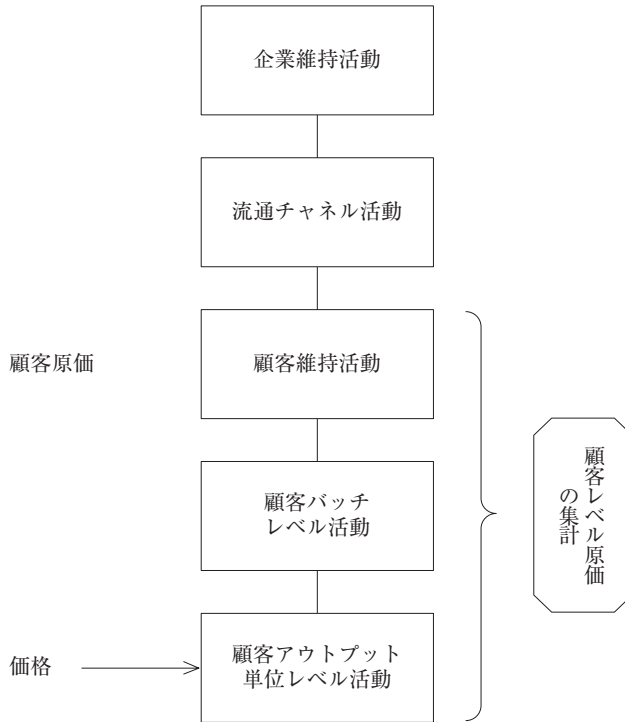 企業維持活動
流通チャネル活動
顧客原価
顧客維持活動
顧客レベル原価
の集計
顧客バッチ
レベル活動
価格
顧客アウトプット
単位レベル活動